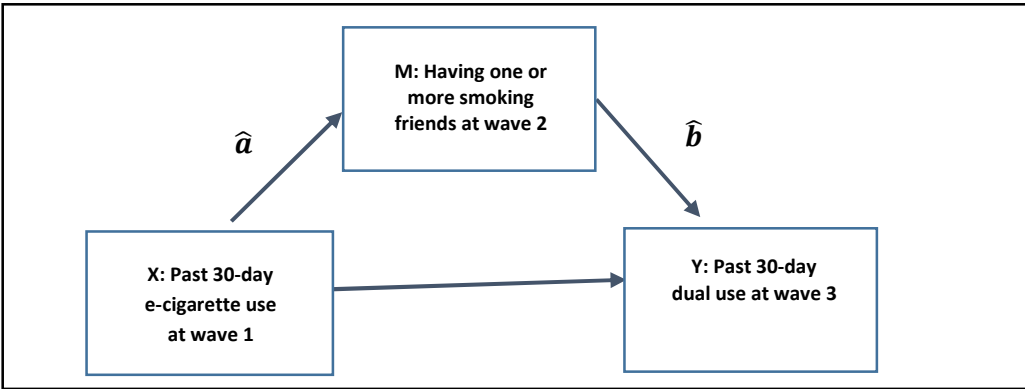 M: Having one or
more smoking
friends at wave 2
â
b̂
X: Past 30-day
e-cigarette use
at wave 1
Y: Past 30-day
dual use at wave 3